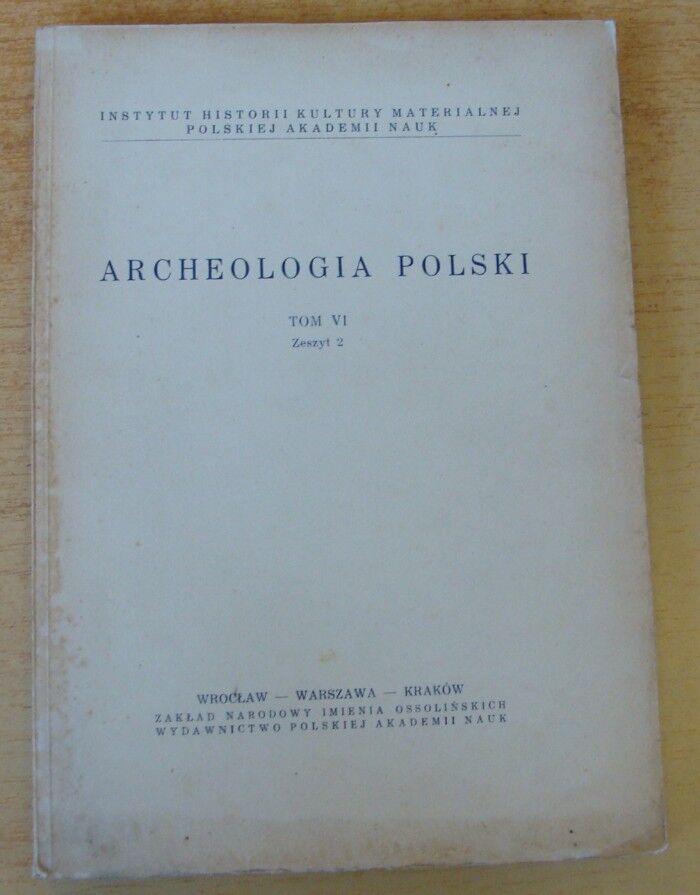 INSTYTUT HISTORII KULTURY MATERIALNEJ
POLSKIEJ AKADEMII NAUK
ARCHEOLOGIA POLSKI
TOM VI
Zeszyt 2
WROCŁAW — WARSZAWA — KRAKÓW
ZAKŁAD NARODOWY IMIENIA OSSOLIŃSKICH
WYDAWNICTWO POLSKIEJ AKADEMII NAUK